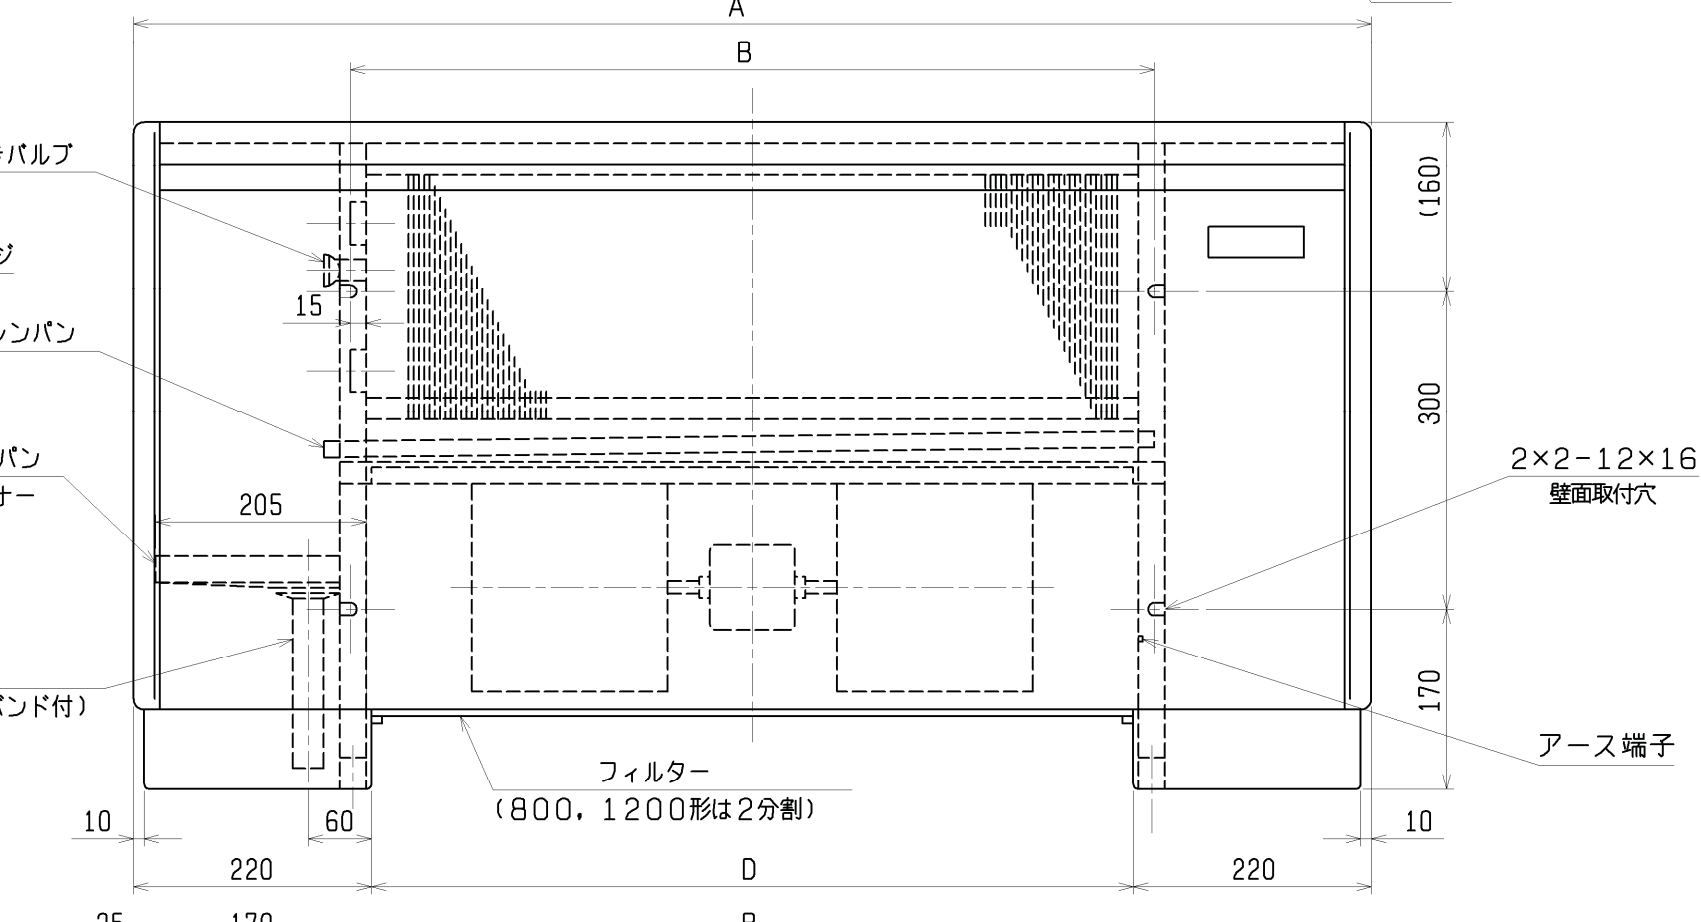 A
B
バルブ
(160)
ジ
15
レンパン
300
パン
ナー
2×2-12×16
壁面取付穴
205
バンド付)
170
アース端子
フィルター
(800, 1200形は2分割)
10
60
10
220
D
220